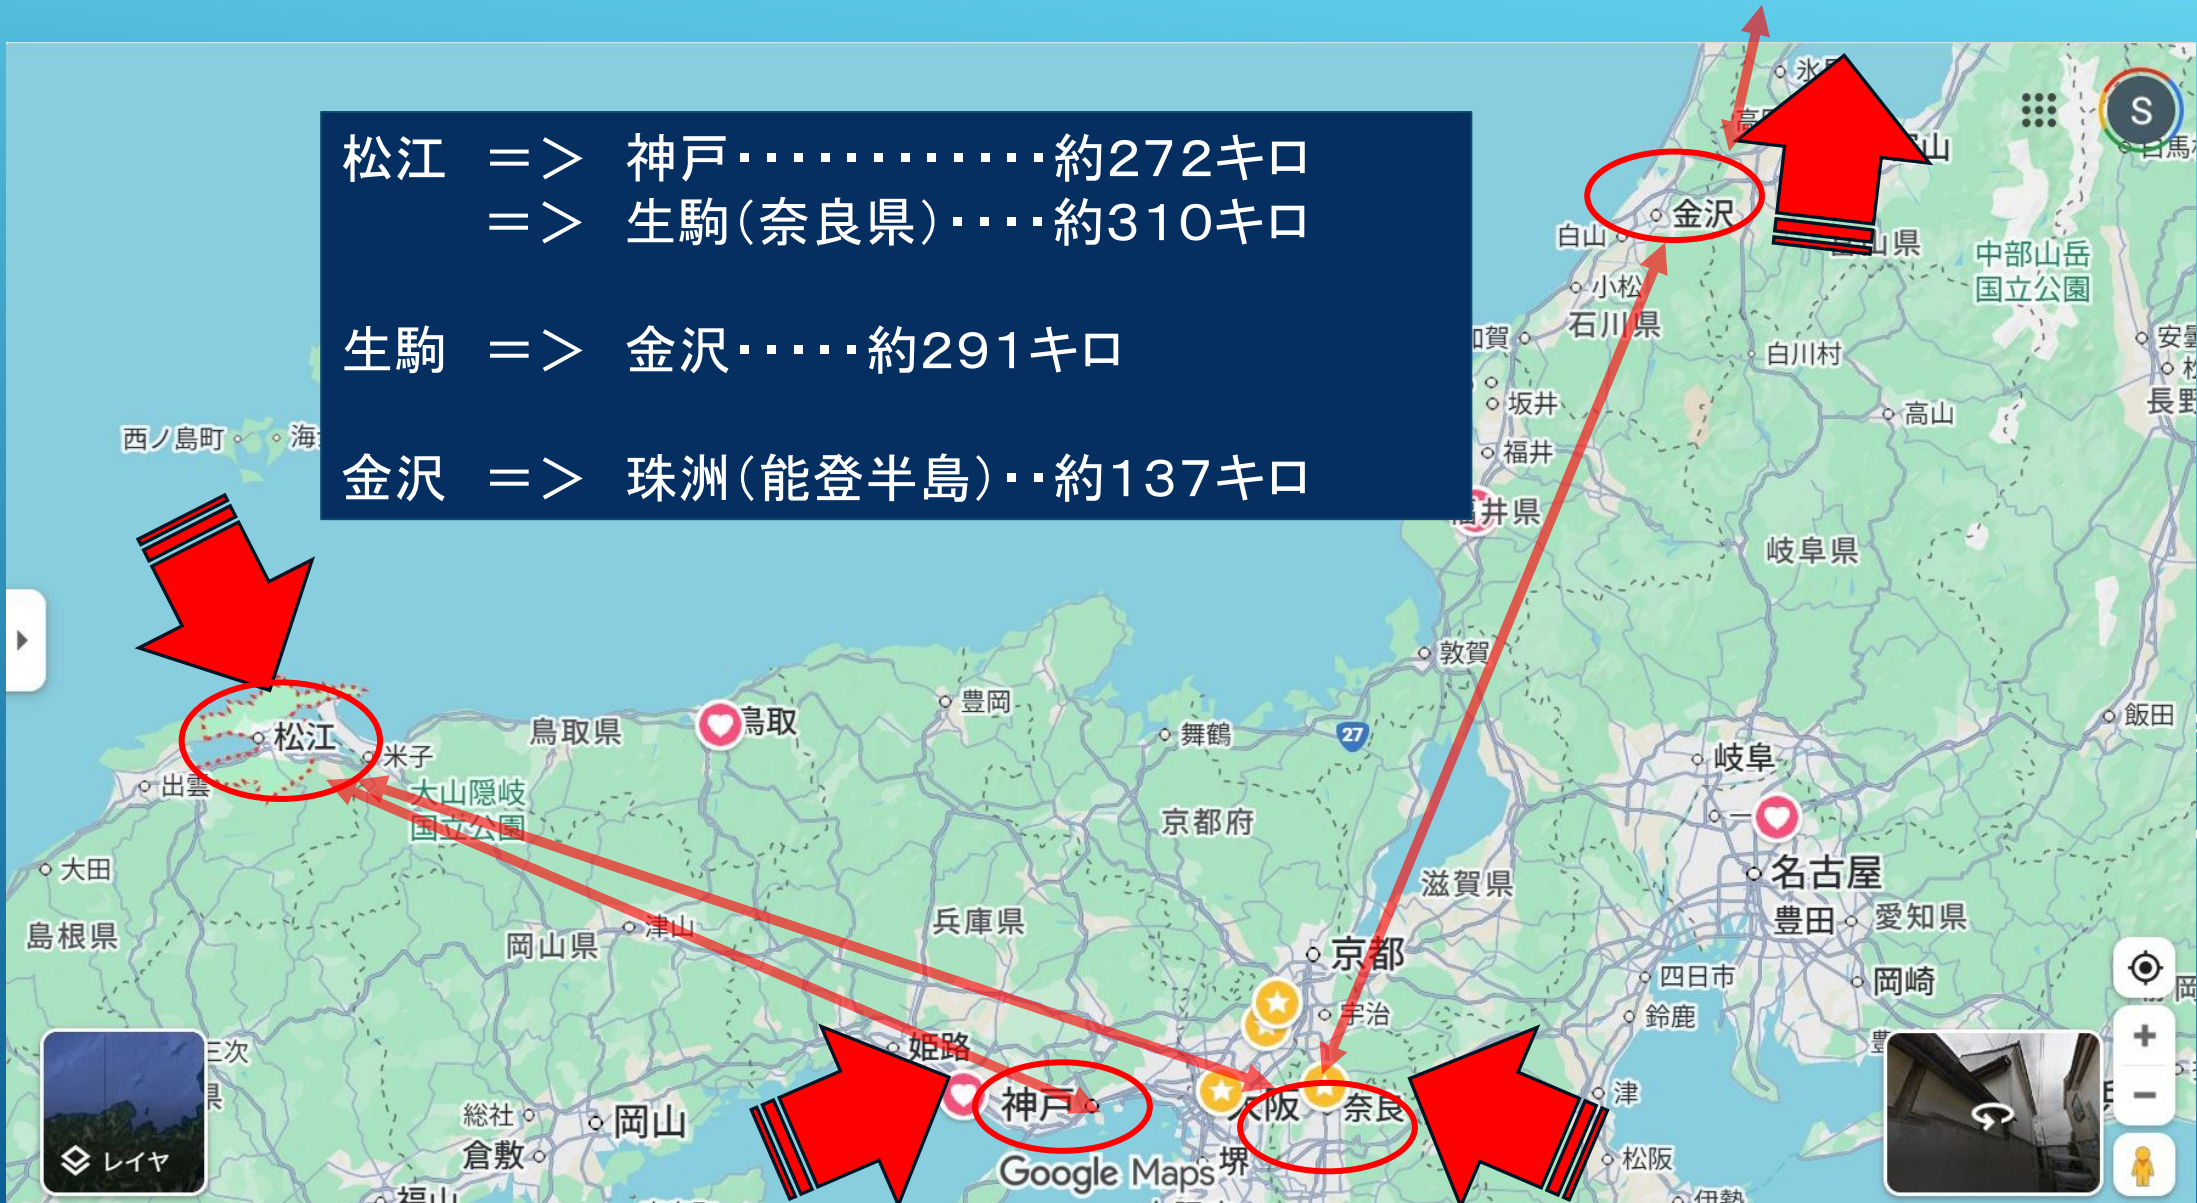 松江 => 神戸・・・・・・・・・・・・約272キロ
=> 生駒(奈良県)・・・・約310キロ
生駒 => 金沢・・・・・約291キロ
金沢 => 珠洲(能登半島)・・約137キロ
S
金沢
白山
小松
石川県
中部山岳
国立公園
白川村
坂井
高山
西ノ島町
福井
岐阜県
敦賀
松江
米子
鳥取県
鳥取
豊岡
舞鶴
27
飯田
岐阜
出雲
大山隠岐
国立公園
京都府
大田
名古屋
滋賀県
島根県
岡山県
津山
兵庫県
豊田
愛知県
京都
四日市
岡崎
宇治
鈴鹿
姫路
神戸
大阪
奈良
津
総社
岡山
倉敷
堺
松阪
レイヤ
Google Maps
福山
伊勢